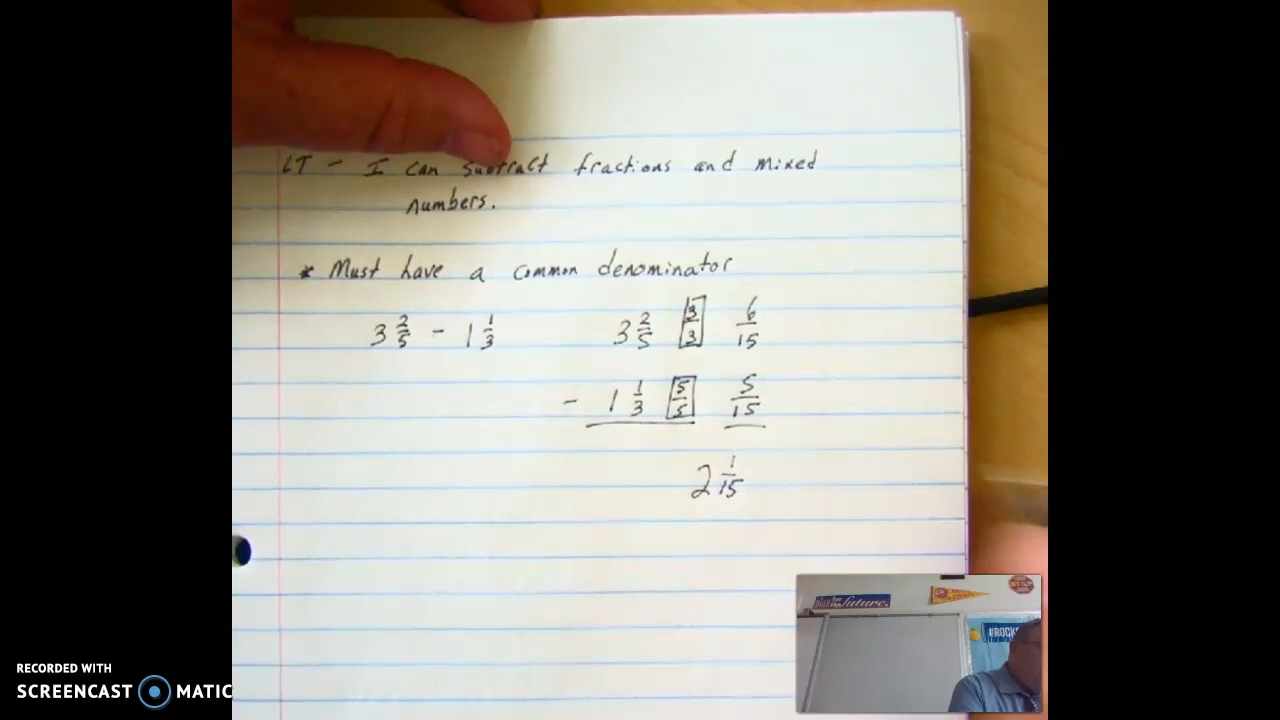 LT - I can subtract fractions and mixed
numbers.
* Must have a common denominator
3 2/5 - 1 1/3
3 2/5 [3/3] 6/15
- 1 1/3 [5/5] 5/15
2 1/15
future
#ROCK
RECORDED WITH
SCREENCAST MATIC